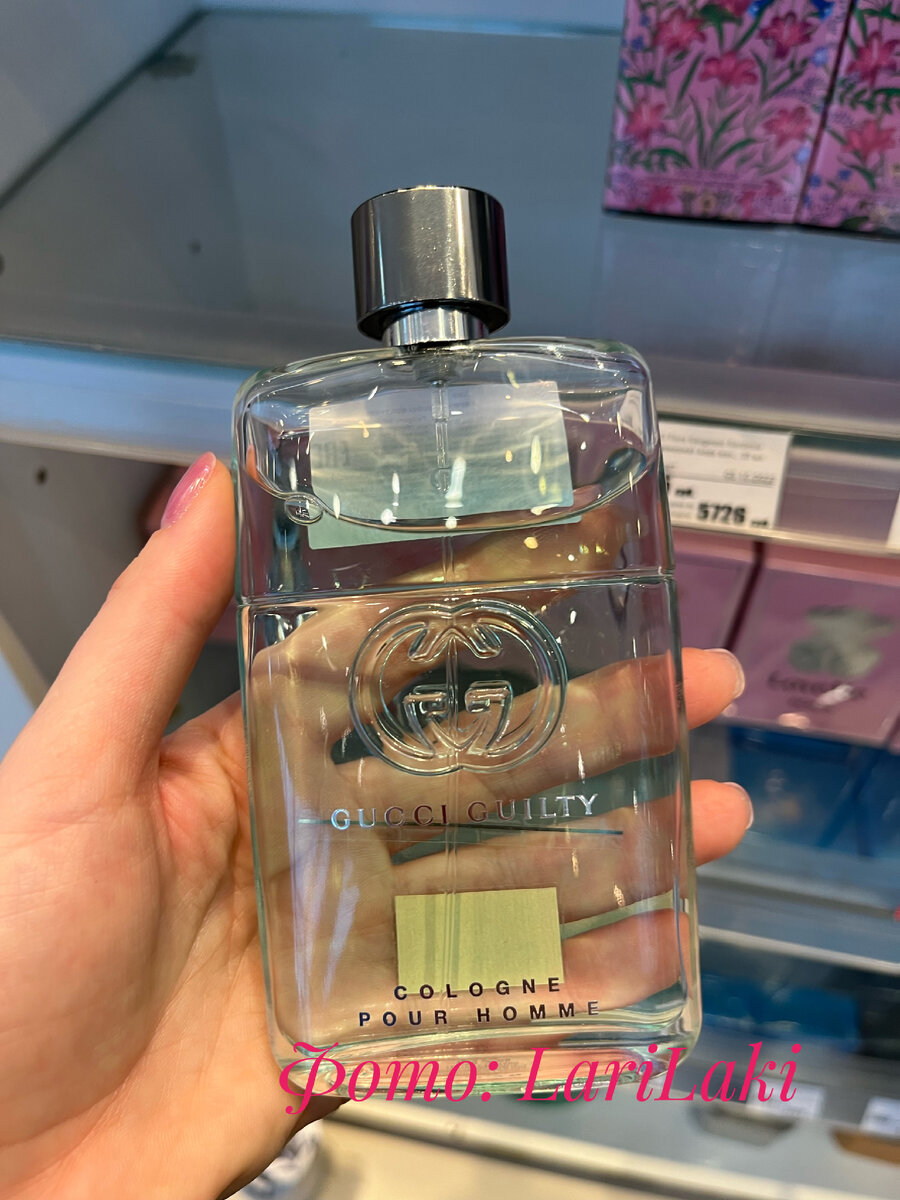 5726
GUCCI GUILTY
COLOGNE
POUR HOMME
Фото: LariLaki